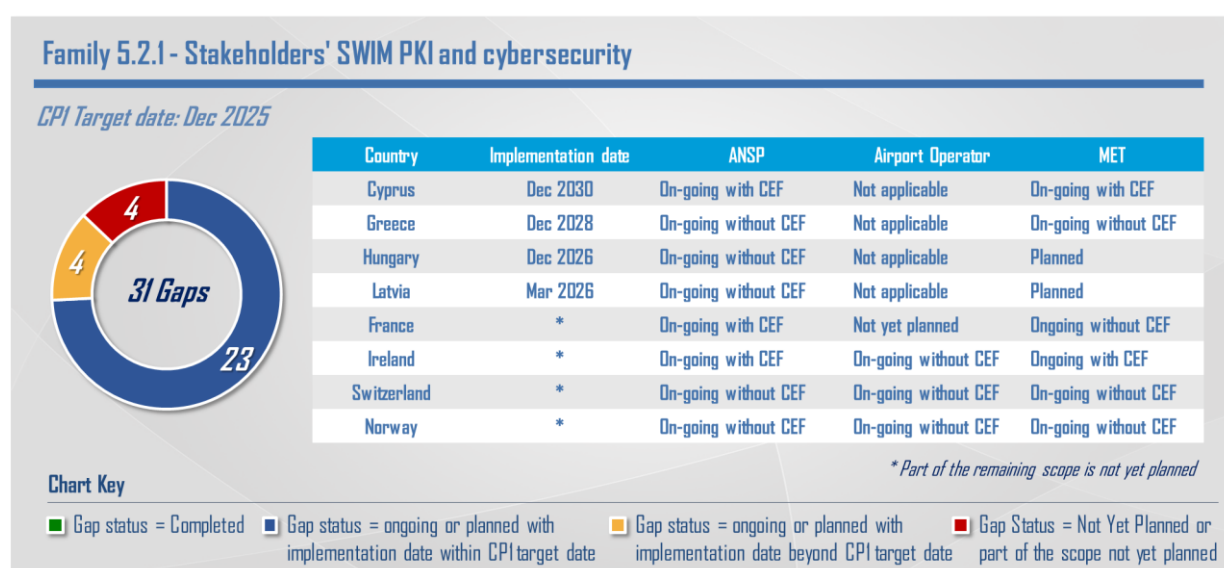 Family 5.2.1 - Stakeholders' SWIM PKI and cybersecurity
CP1 Target date: Dec 2025
Country Implementation date ANSP Airport Operator MET
Cyprus Dec 2030 On-going with CEF Not applicable On-going with CEF
Greece Dec 2028 On-going without CEF Not applicable On-going without CEF
Hungary Dec 2026 On-going without CEF Not applicable Planned
Latvia Mar 2026 On-going without CEF Not applicable Planned
France * On-going with CEF Not yet planned Ongoing without CEF
Ireland * On-going with CEF On-going without CEF Ongoing with CEF
Switzerland * On-going without CEF On-going without CEF On-going without CEF
Norway * On-going without CEF On-going without CEF On-going without CEF
4
4
31 Gaps
23
* Part of the remaining scope is not yet planned
Chart Key
Gap status = Completed
Gap status = ongoing or planned with
implementation date within CP1 target date
Gap status = ongoing or planned with
implementation date beyond CP1 target date
Gap Status = Not Yet Planned or
part of the scope not yet planned